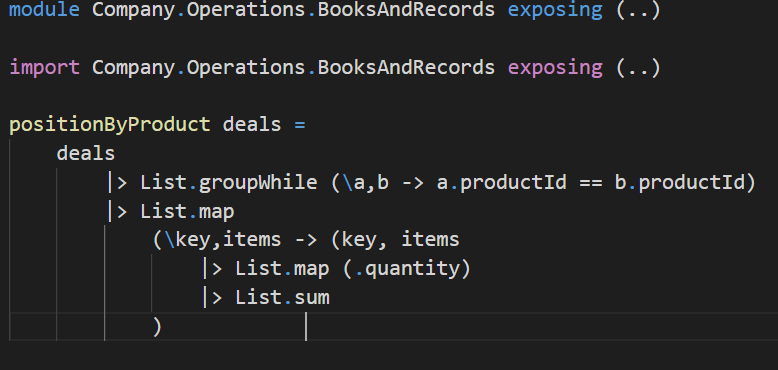 module Company.Operations.BooksAndRecords exposing (..)
import Company.Operations.BooksAndRecords exposing (..)
positionByProduct deals =
deals
|> List.groupWhile (\a,b -> a.productId == b.productId)
|> List.map
(\key,items -> (key, items
|> List.map (.quantity)
|> List.sum
)